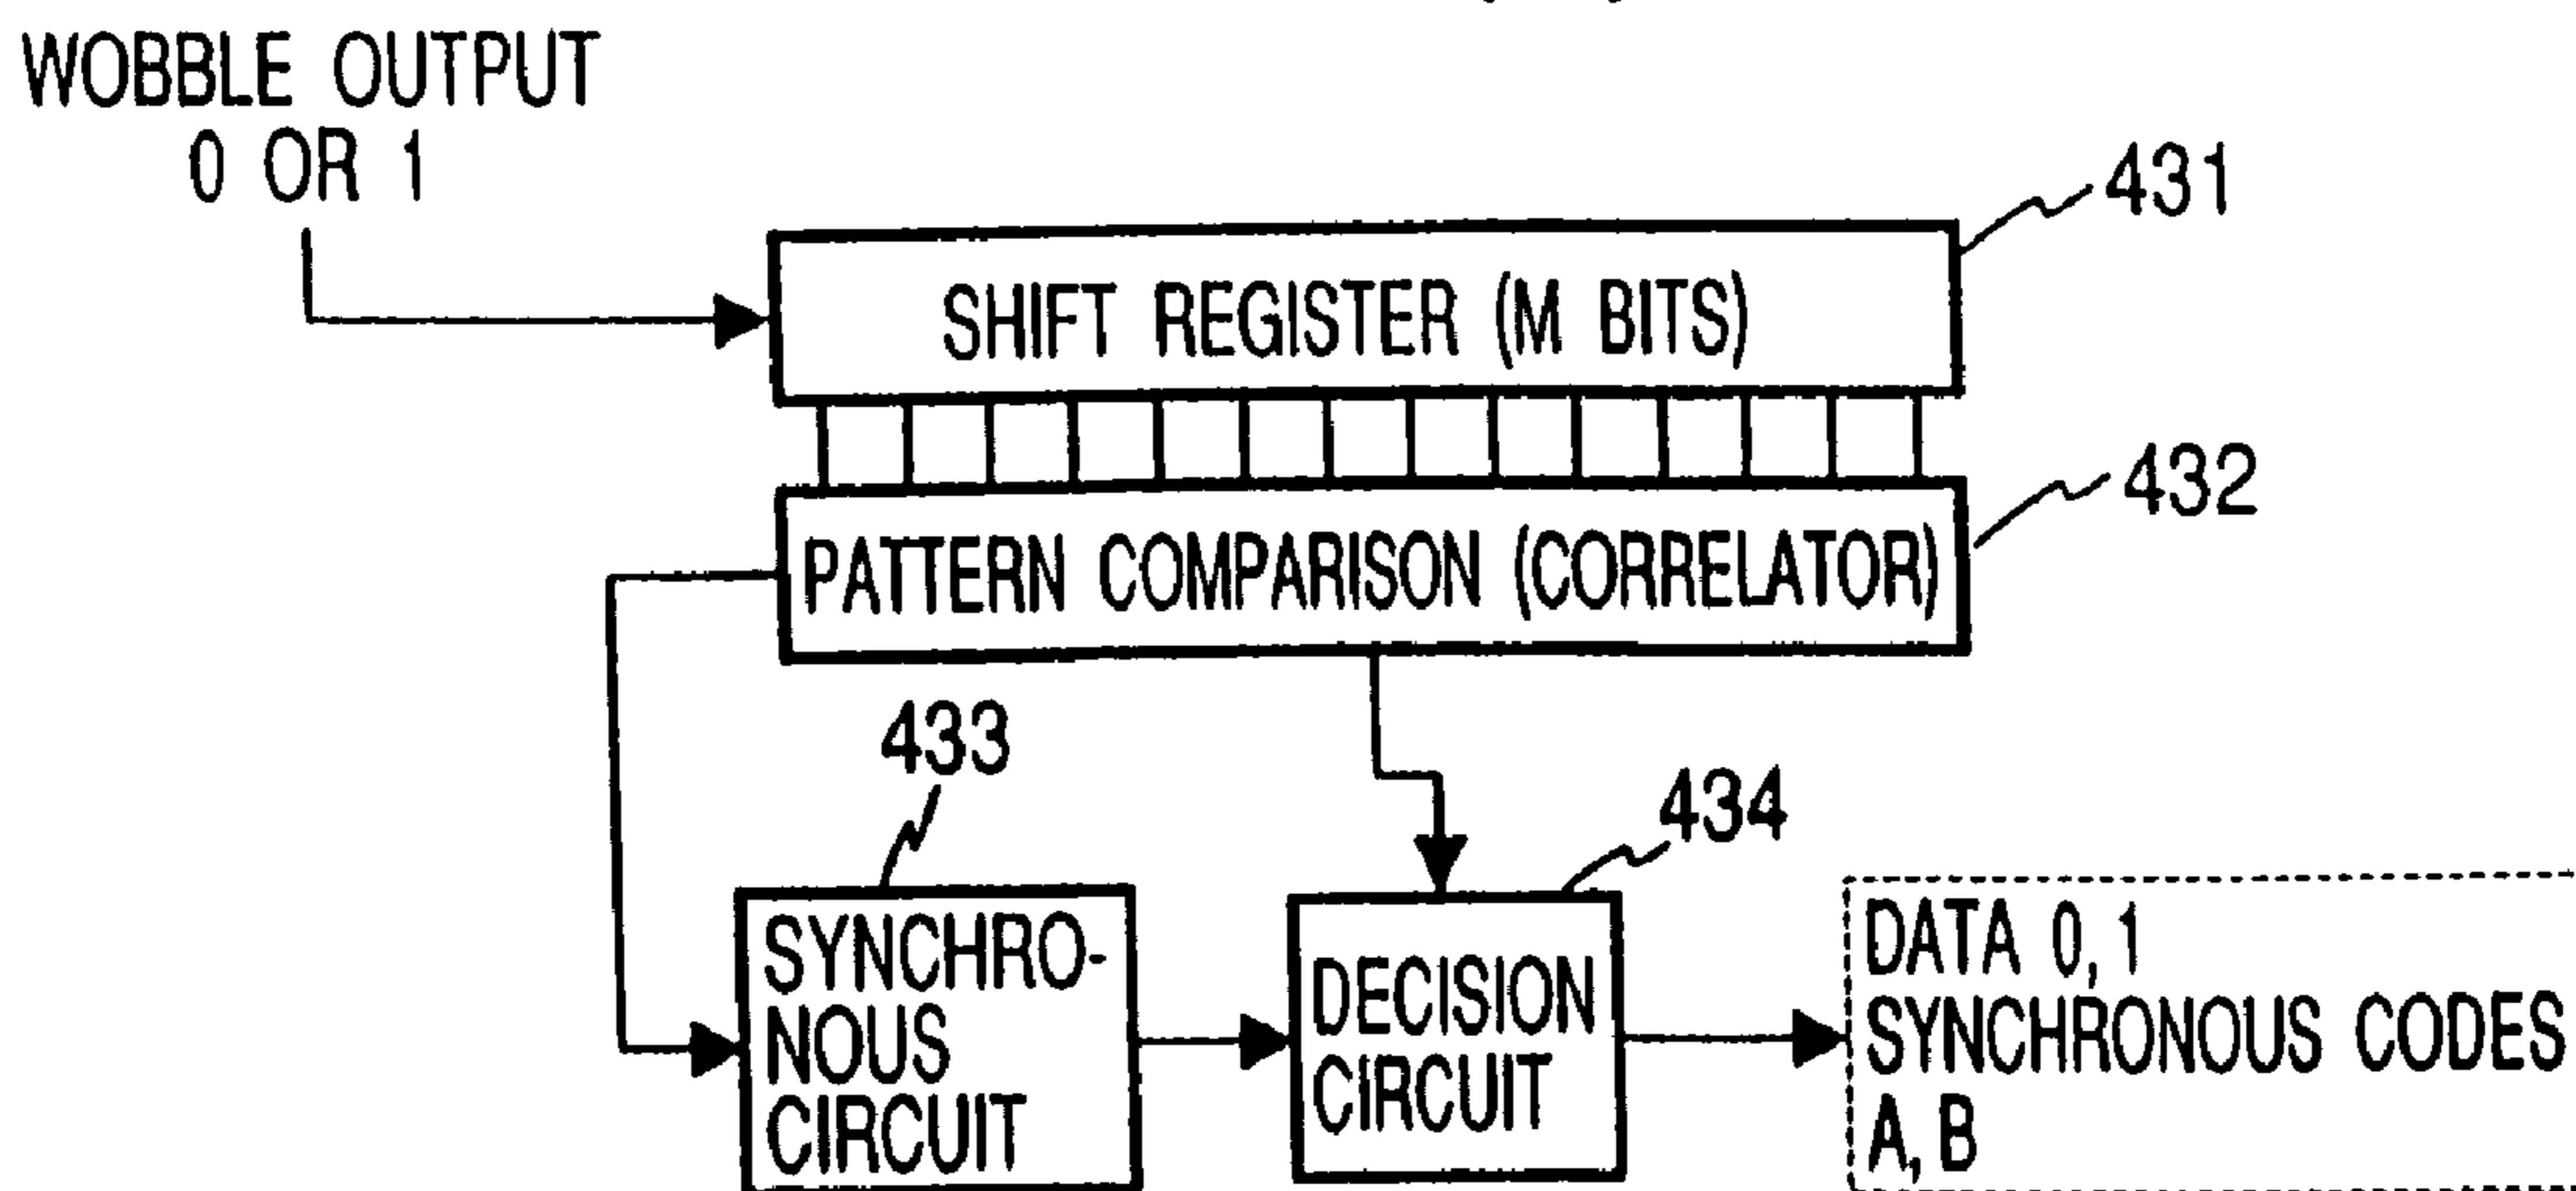 WOBBLE OUTPUT
0 OR 1
431
SHIFT REGISTER (M BITS)
432
PATTERN COMPARISON (CORRELATOR)
433
434
SYNCHRO-
NOUS
CIRCUIT
DECISION
CIRCUIT
DATA 0, 1
SYNCHRONOUS CODES
A, B